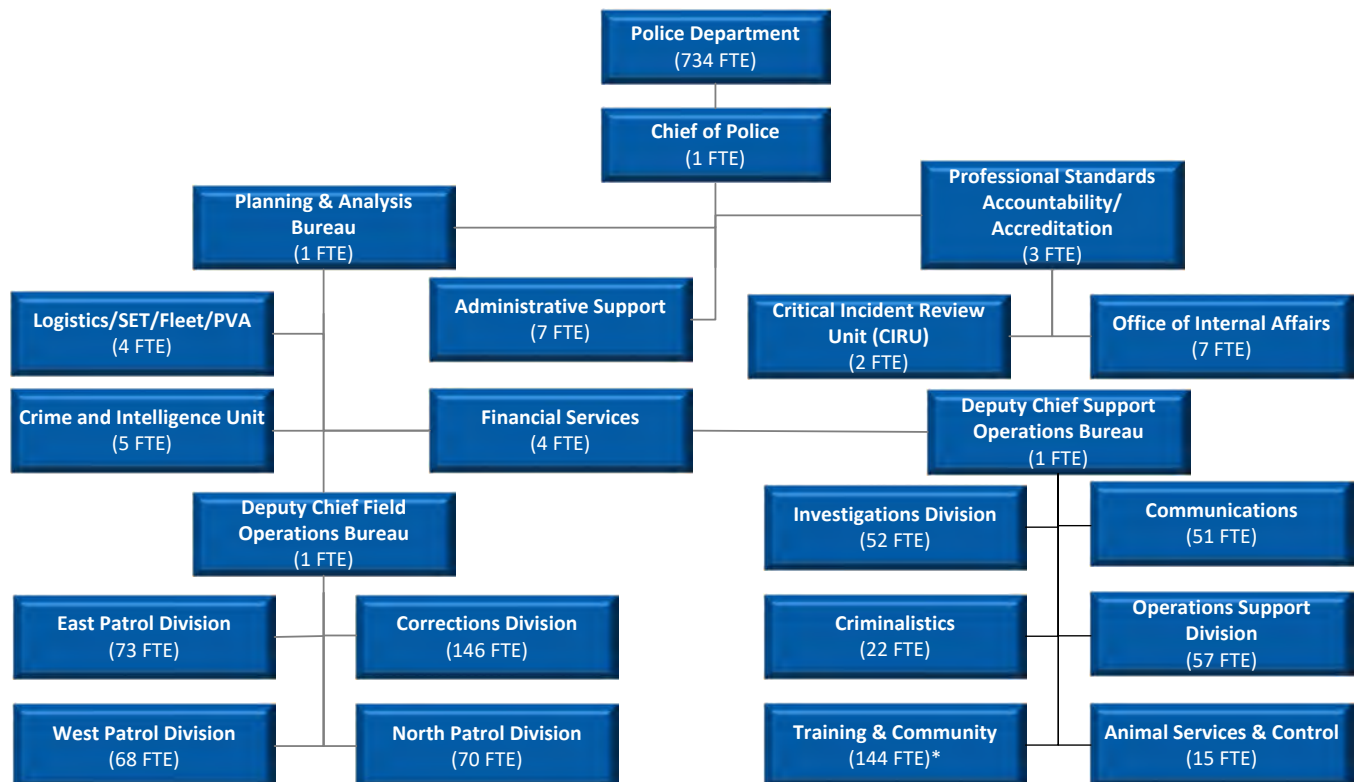 Police Department
(734 FTE)
Chief of Police
(1 FTE)
Planning & Analysis
Bureau
(1 FTE)
Professional Standards
Accountability/
Accreditation
(3 FTE)
Logistics/SET/Fleet/PVA
(4 FTE)
Administrative Support
(7 FTE)
Critical Incident Review
Unit (CIRU)
(2 FTE)
Office of Internal Affairs
(7 FTE)
Crime and Intelligence Unit
(5 FTE)
Financial Services
(4 FTE)
Deputy Chief Support
Operations Bureau
(1 FTE)
Deputy Chief Field
Operations Bureau
(1 FTE)
Investigations Division
(52 FTE)
Communications
(51 FTE)
East Patrol Division
(73 FTE)
Corrections Division
(146 FTE)
Criminalistics
(22 FTE)
Operations Support
Division
(57 FTE)
West Patrol Division
(68 FTE)
North Patrol Division
(70 FTE)
Training & Community
(144 FTE)*
Animal Services & Control
(15 FTE)